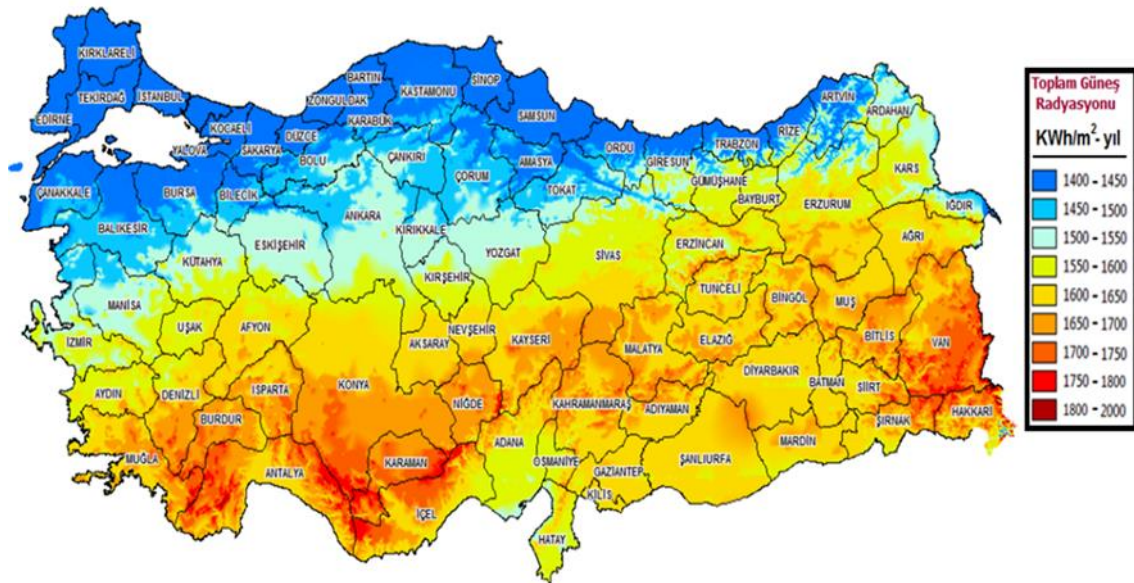 KIRKLARELİ
TEKİRDAĞ
İSTANBUL
EDİRNE
KOCAELİ
YALOVA
SAKARYA
DÜZCE
ZONGULDAK
BARTIN
KARABÜK
KASTAMONU
SİNOP
SAMSUN
ORDU
GİRESUN
TRABZON
RİZE
ARTVİN
ARDAHAN
KARS
IĞDIR
ÇANAKKALE
BALIKESİR
BURSA
BİLECİK
BOLU
ÇANKIRI
ÇORUM
AMASYA
TOKAT
GÜMÜŞHANE
BAYBURT
ERZURUM
AĞRI
KÜTAHYA
ESKİŞEHİR
ANKARA
KIRIKKALE
YOZGAT
SİVAS
ERZİNCAN
TUNCELİ
BİNGÖL
MUŞ
BİTLİS
VAN
MANİSA
İZMİR
UŞAK
AFYON
KIRŞEHİR
NEVŞEHİR
AKSARAY
KAYSERİ
MALATYA
ELAZIĞ
DİYARBAKIR
BATMAN
SİİRT
ŞIRNAK
HAKKARİ
AYDIN
DENİZLİ
ISPARTA
BURDUR
KONYA
NİĞDE
KAHRAMANMARAŞ
ADIYAMAN
MARDİN
MUĞLA
ANTALYA
KARAMAN
İÇEL
ADANA
OSMANİYE
GAZİANTEP
KİLİS
ŞANLIURFA
HATAY
Toplam Güneş
Radyasyonu
KWh/m²- yıl
1400 - 1450
1450 - 1500
1500 - 1550
1550 - 1600
1600 - 1650
1650 - 1700
1700 - 1750
1750 - 1800
1800 - 2000